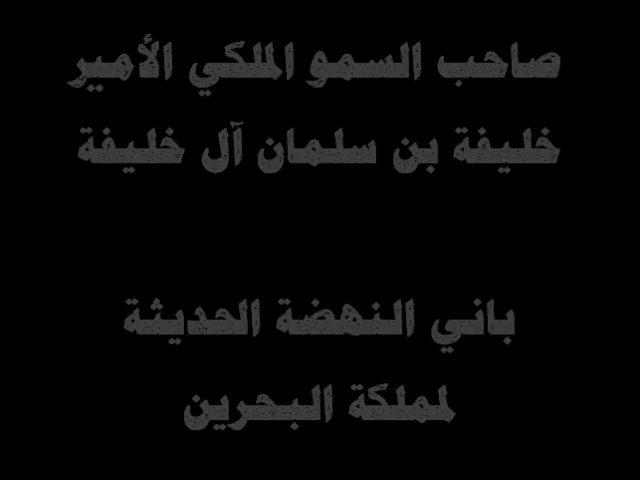 صاحب السمو الملكي الأمير
خليفة بن سلمان آل خليفة
باني النهضة الحديثة
لمملكة البحرين